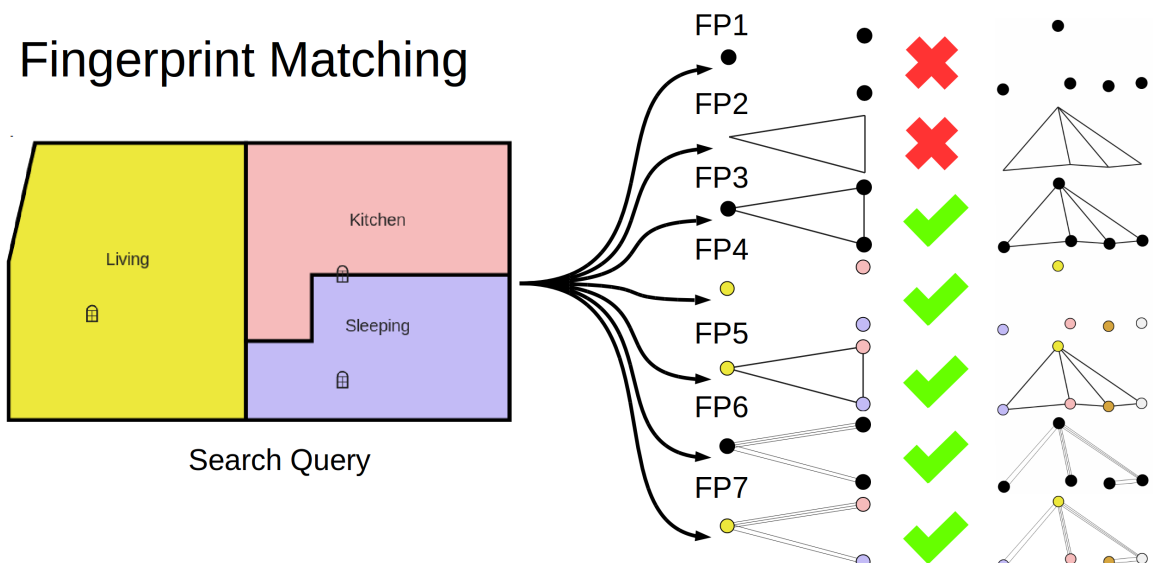 Fingerprint Matching
Living
Kitchen
Sleeping
Search Query
FP1
FP2
FP3
FP4
FP5
FP6
FP7